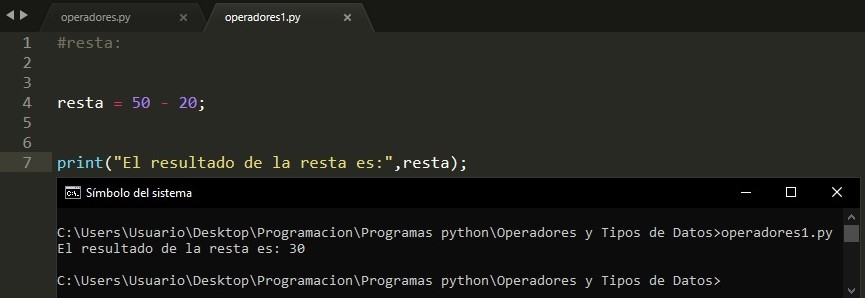 operadores.py × operadores1.py ×
1 #resta:
2
3
4 resta = 50 - 20;
5
6
7 print("El resultado de la resta es:",resta);
Símbolo del sistema
C:\Users\Usuario\Desktop\Programacion\Programas python\Operadores y Tipos de Datos>operadores1.py
El resultado de la resta es: 30
C:\Users\Usuario\Desktop\Programacion\Programas python\Operadores y Tipos de Datos>